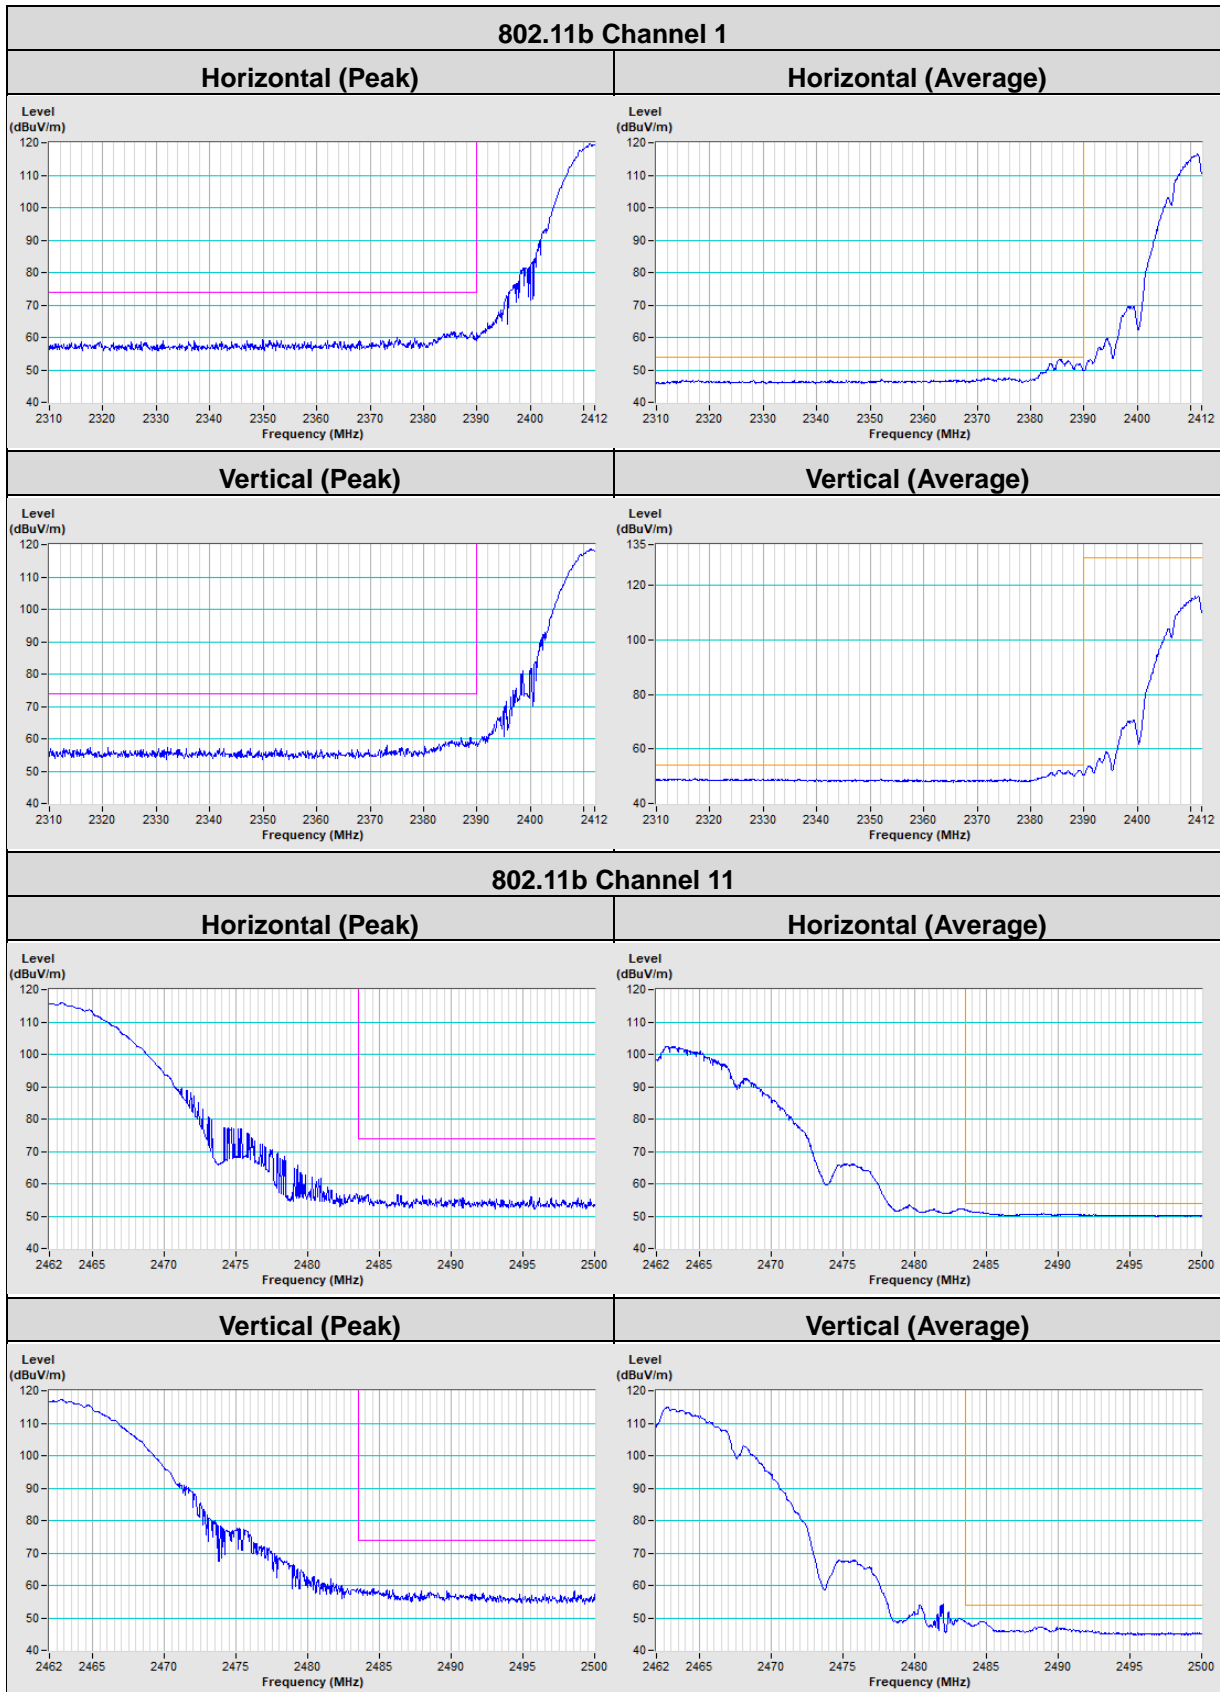 802.11b Channel 1
Horizontal (Peak)
Horizontal (Average)
Level
(dBuV/m)
120
110
100
90
80
70
60
50
40
2310 2320 2330 2340 2350 2360 2370 2380 2390 2400 2412
Frequency (MHz)
Level
(dBuV/m)
120
110
100
90
80
70
60
50
40
2310 2320 2330 2340 2350 2360 2370 2380 2390 2400 2412
Frequency (MHz)
Vertical (Peak)
Vertical (Average)
Level
(dBuV/m)
120
110
100
90
80
70
60
50
40
2310 2320 2330 2340 2350 2360 2370 2380 2390 2400 2412
Frequency (MHz)
Level
(dBuV/m)
135
120
100
80
60
40
2310 2320 2330 2340 2350 2360 2370 2380 2390 2400 2412
Frequency (MHz)
802.11b Channel 11
Horizontal (Peak)
Horizontal (Average)
Level
(dBuV/m)
120
110
100
90
80
70
60
50
40
2462 2465 2470 2475 2480 2485 2490 2495 2500
Frequency (MHz)
Level
(dBuV/m)
120
110
100
90
80
70
60
50
40
2462 2465 2470 2475 2480 2485 2490 2495 2500
Frequency (MHz)
Vertical (Peak)
Vertical (Average)
Level
(dBuV/m)
120
110
100
90
80
70
60
50
40
2462 2465 2470 2475 2480 2485 2490 2495 2500
Frequency (MHz)
Level
(dBuV/m)
120
110
100
90
80
70
60
50
40
2462 2465 2470 2475 2480 2485 2490 2495 2500
Frequency (MHz)